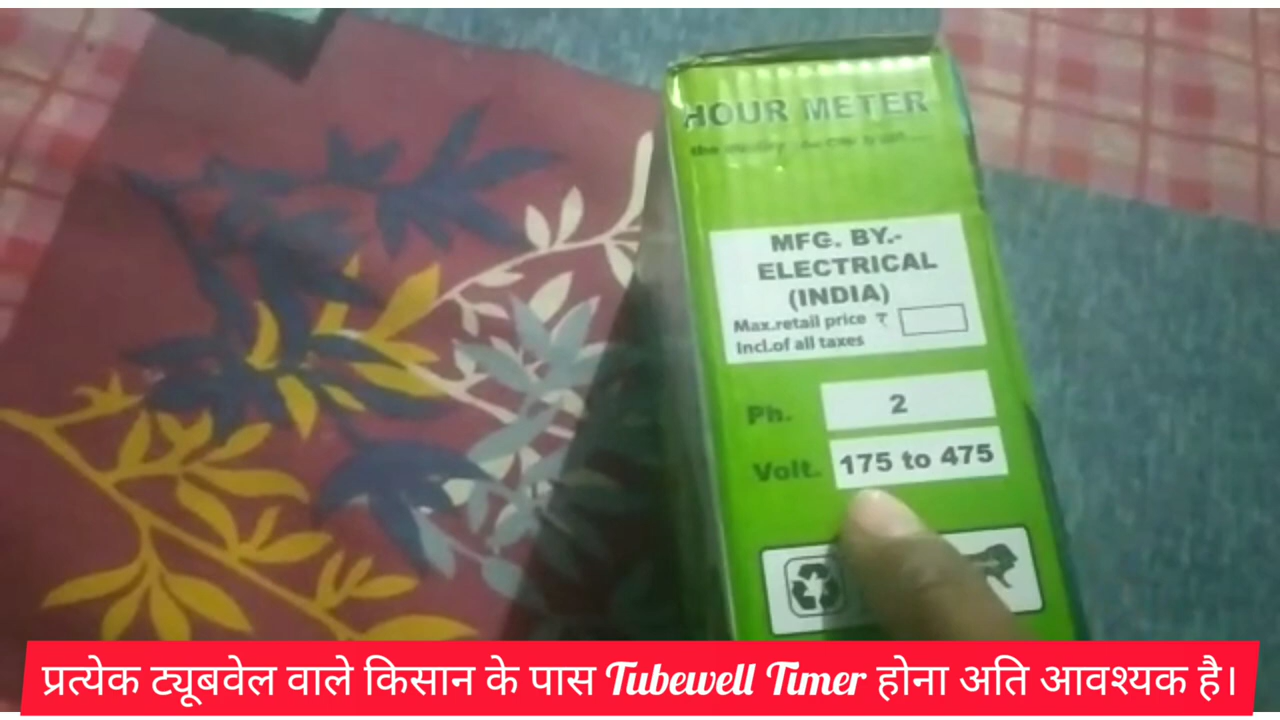 HOUR METER
the
MFG. BY.-
ELECTRICAL
(INDIA)
Max.retail price ₹
Incl.of all taxes
Ph. 2
Volt. 175 to 475
प्रत्येक ट्यूबवेल वाले किसान के पास Tubewell Timer होना अति आवश्यक है।